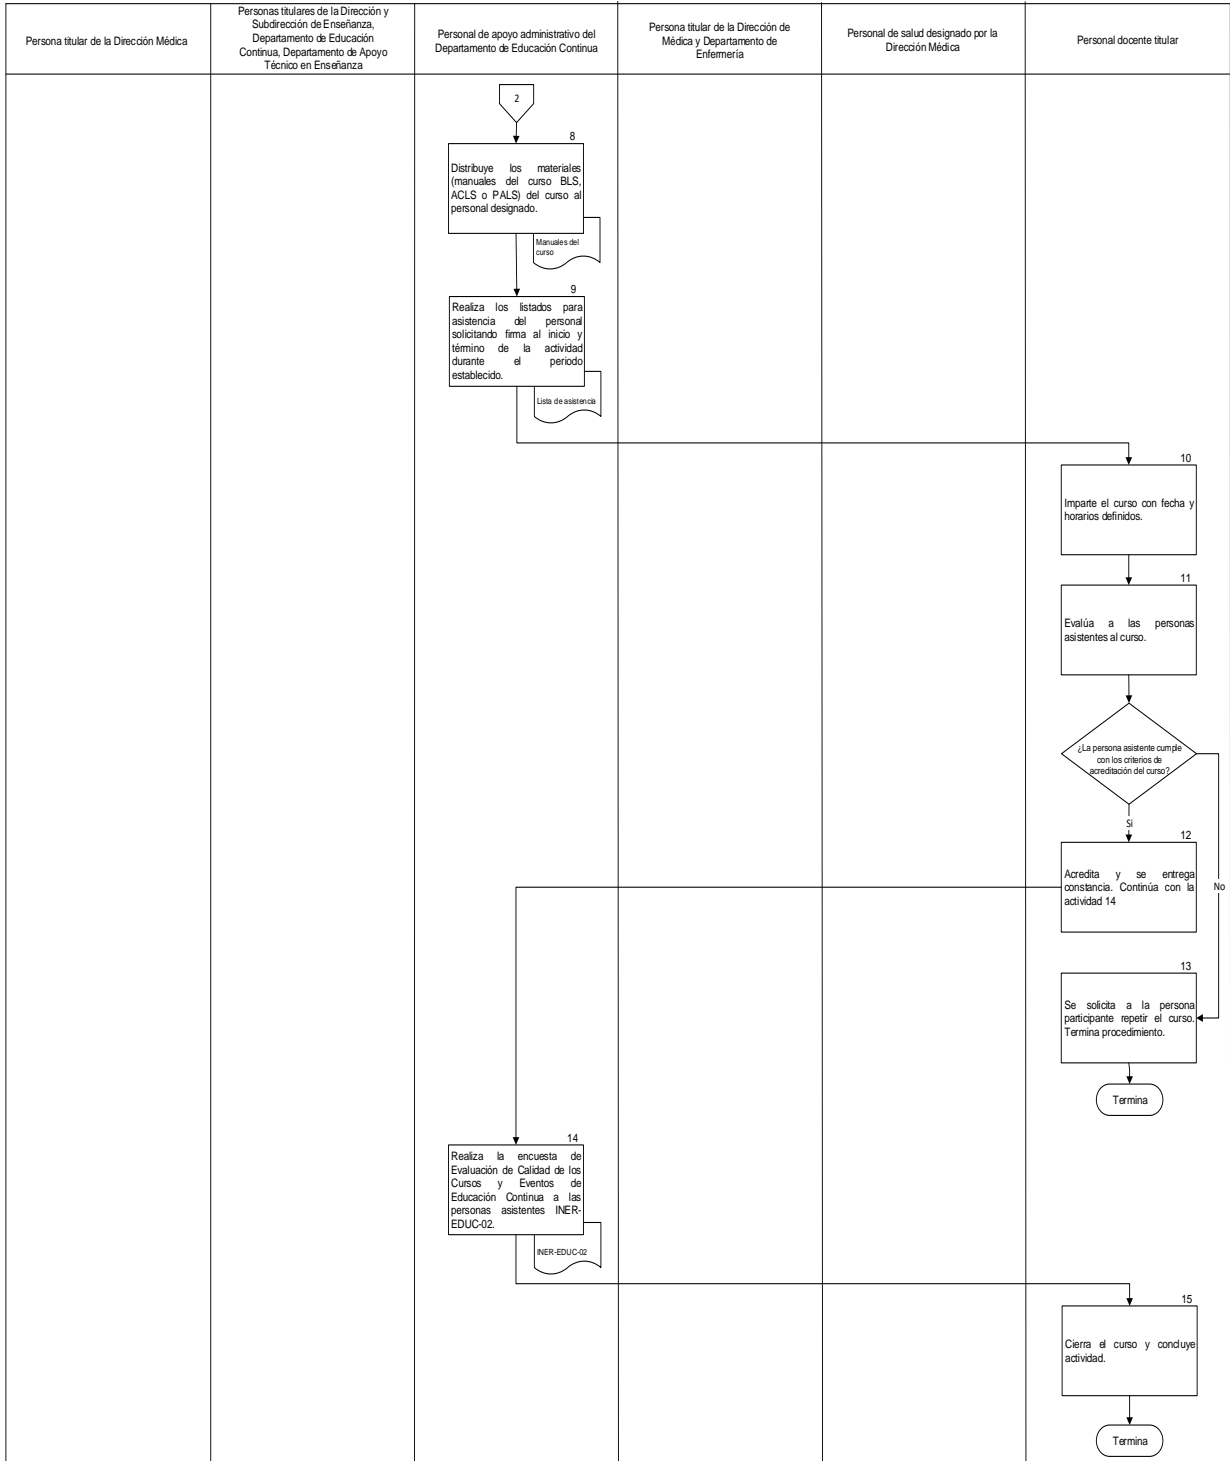 Persona titular de la Dirección Médica
Personas titulares de la Dirección y
Subdirección de Enseñanza,
Departamento de Educación
Continua, Departamento de Apoyo
Técnico en Enseñanza
Personal de apoyo administrativo del
Departamento de Educación Continua
Persona titular de la Dirección de
Médica y Departamento de
Enfermería
Personal de salud designado por la
Dirección Médica
Personal docente titular
2
8
Distribuye los materiales
(manuales del curso BLS,
ACLS o PALS) del curso al
personal designado.
Manuales del
curso
9
Realiza los listados para
asistencia del personal
solicitando firma al inicio y
término de la actividad
durante el periodo
establecido.
Lista de asistencia
10
Imparte el curso con fecha y
horarios definidos.
11
Evalúa a las personas
asistentes al curso.
¿La persona asistente cumple
con los criterios de
acreditación del curso?
Si
12
Acredita y se entrega
constancia. Continúa con la
actividad 14
No
13
Se solicita a la persona
participante repetir el curso.
Termina procedimiento.
Termina
14
Realiza la encuesta de
Evaluación de Calidad de los
Cursos y Eventos de
Educación Continua a las
personas asistentes INER-
EDUC-02.
INER-EDUC-02
15
Cierra el curso y concluye
actividad.
Termina